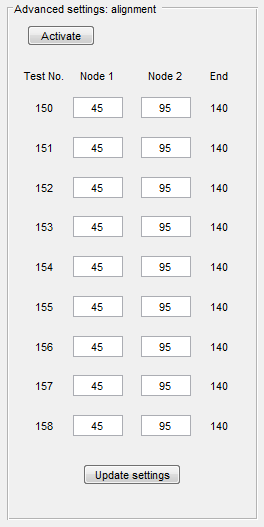 Advanced settings: alignment
Activate
Test No. Node 1 Node 2 End
150 45 95 140
151 45 95 140
152 45 95 140
153 45 95 140
154 45 95 140
155 45 95 140
156 45 95 140
157 45 95 140
158 45 95 140
Update settings